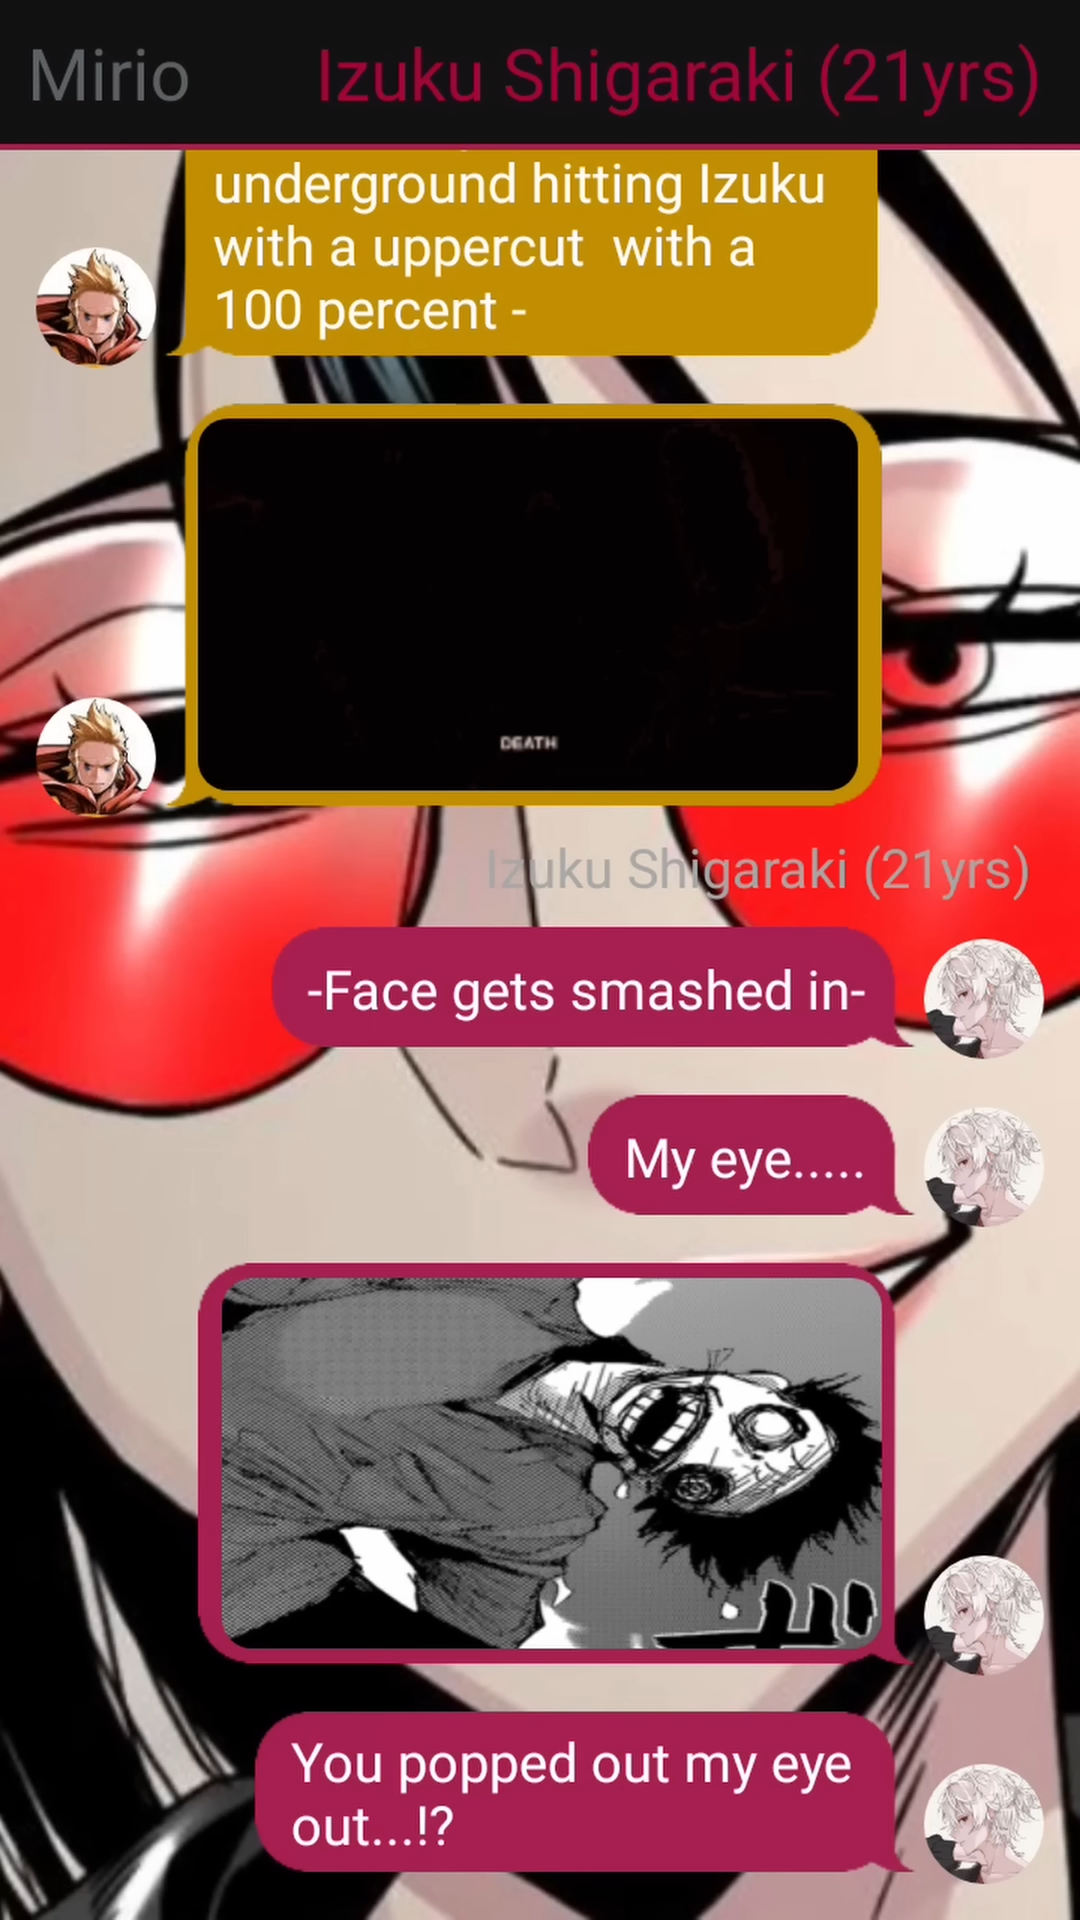 Mirio
Izuku Shigaraki (21yrs)
underground hitting Izuku
with a uppercut  with a
100 percent -
DEATH
Izuku Shigaraki (21yrs)
-Face gets smashed in-
My eye.....
You popped out my eye
out...!?